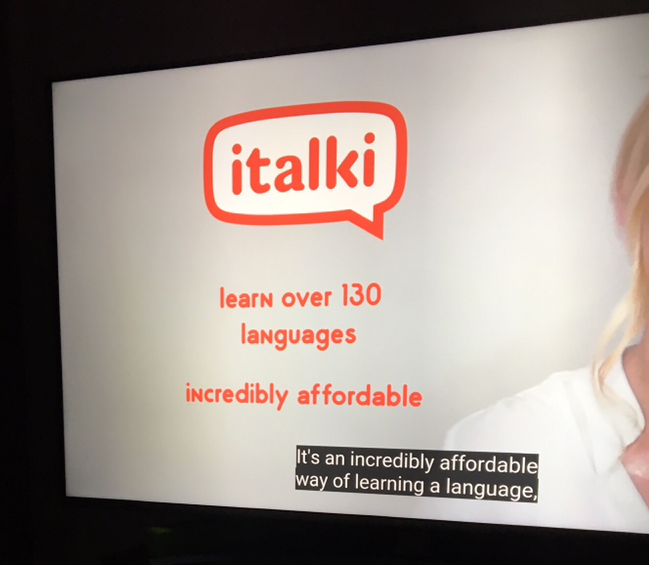 italki
learn over 130
languages
incredibly affordable
It's an incredibly affordable
way of learning a language,